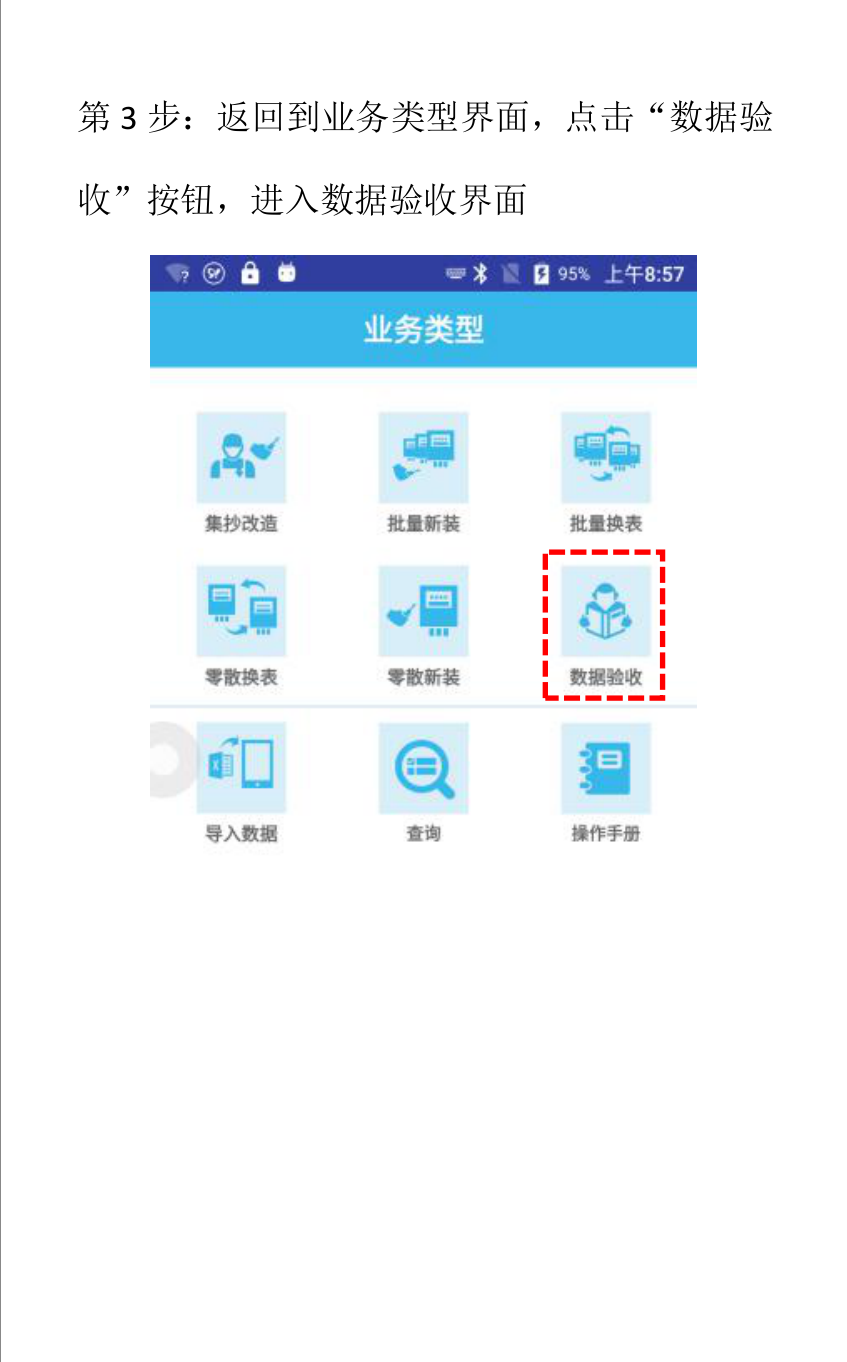 第 3 步：返回到业务类型界面，点击“数据验
收”按钮，进入数据验收界面
95% 上午8:57
业务类型
集抄改造 批量新装 批量换表
零散换表 零散新装 数据验收
导入数据 查询 操作手册